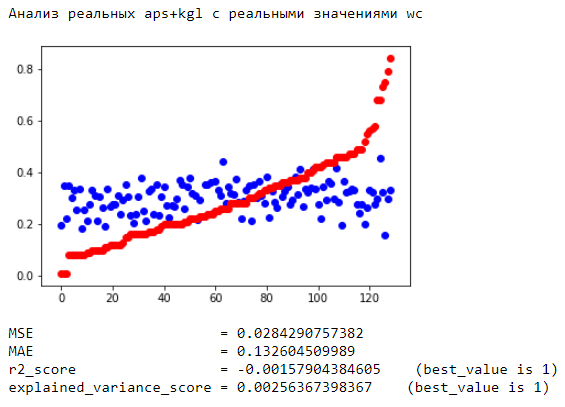 Анализ реальных aps+kgl с реальными значениями wc
0.8
0.6
0.4
0.2
0.0
0 20 40 60 80 100 120
MSE = 0.0284290757382
MAE = 0.132604509989
r2_score = -0.00157904384605 (best_value is 1)
explained_variance_score = 0.00256367398367 (best_value is 1)